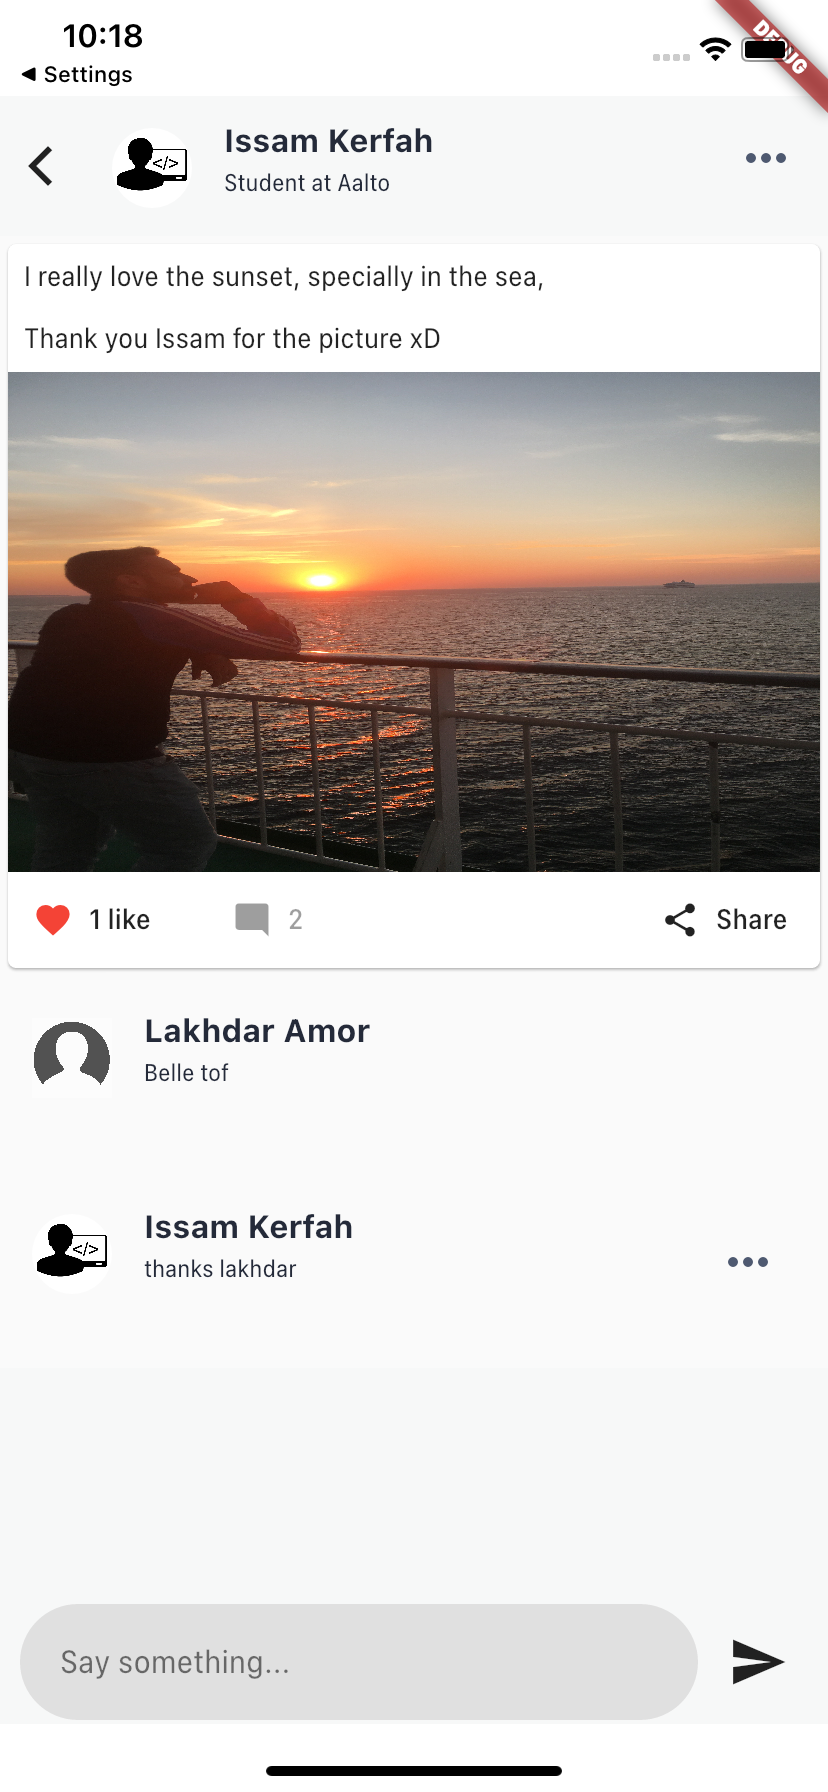 10:18
DEBUG
◀ Settings
Issam Kerfah
</>
Student at Aalto
I really love the sunset, specially in the sea,
Thank you Issam for the picture xD
1 like
2
Share
Lakhdar Amor
Belle tof
Issam Kerfah
</>
thanks lakhdar
Say something...